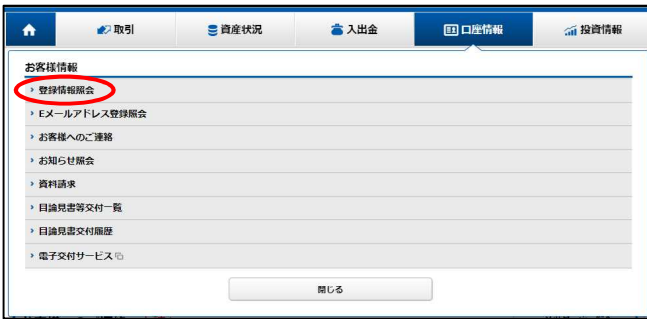 取引
資産状況
入出金
口座情報
投資情報
お客様情報
登録情報照会
Eメールアドレス登録照会
お客様へのご連絡
お知らせ照会
資料請求
目論見書等交付一覧
目論見書交付履歴
電子交付サービス
閉じる